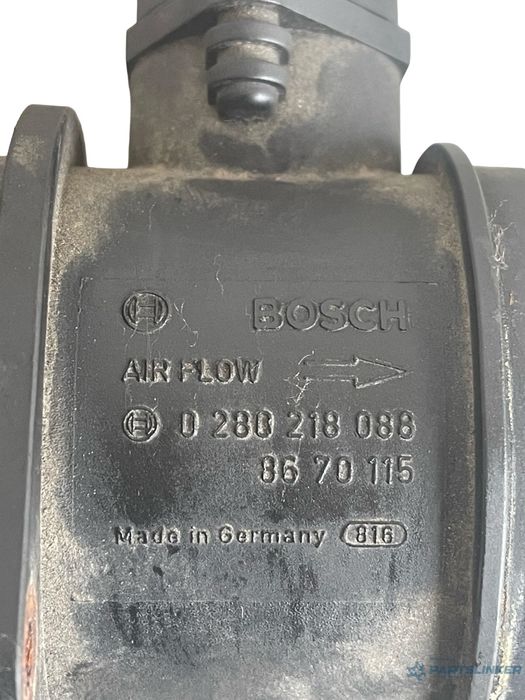 BOSCH
AIR FLOW
0 280 218 088
86 70 115
Made in Germany 816
PARTSLINKER